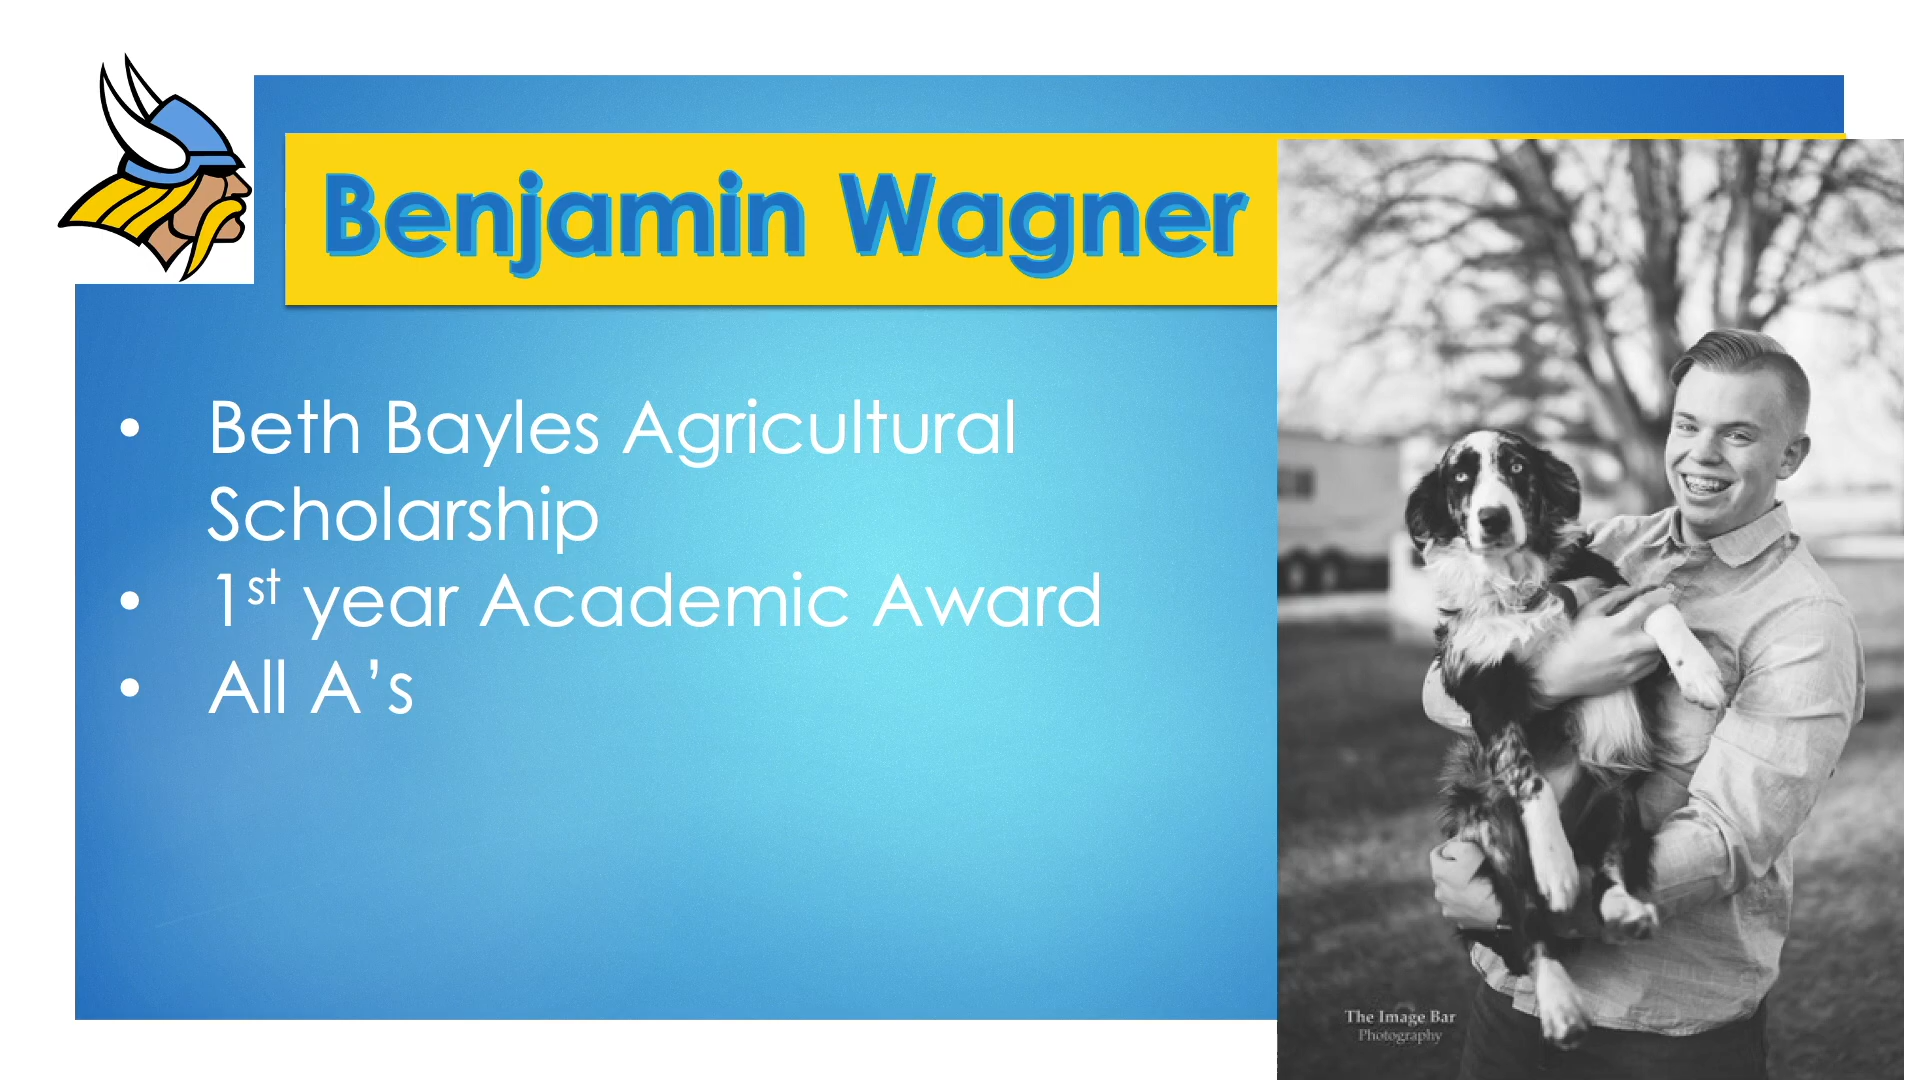 Benjamin Wagner
• Beth Bayles Agricultural
Scholarship
• 1st year Academic Award
• All A’s
The Image Bar
Photography